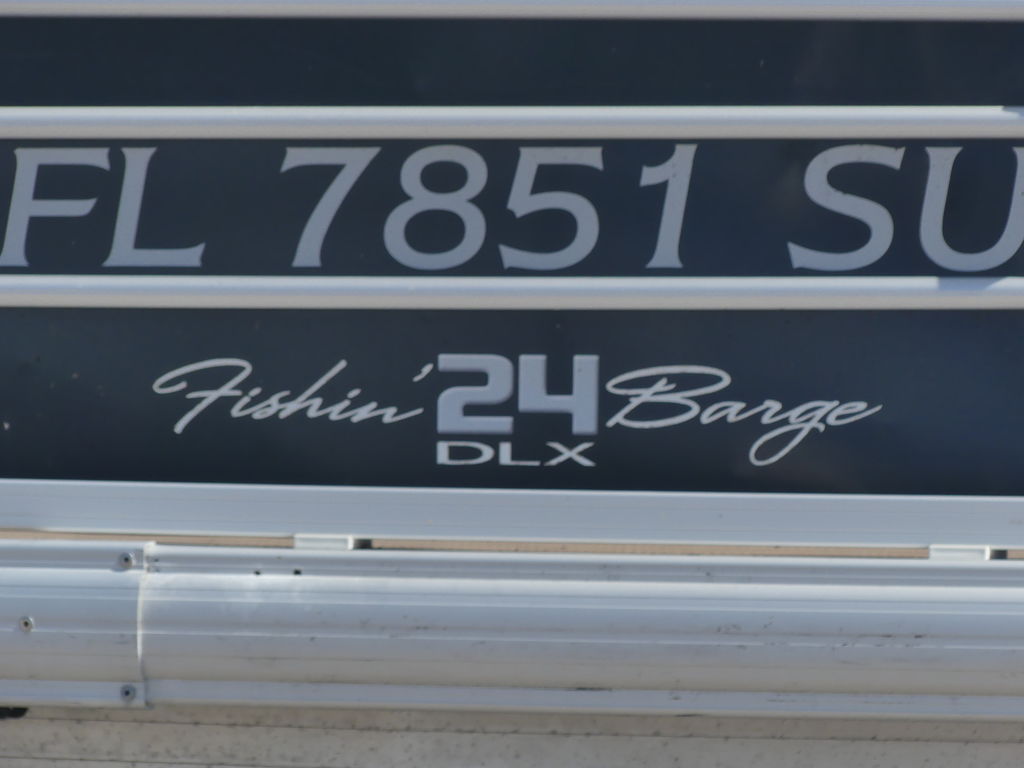 FL 7851 SU
Fishin' 24 Barge
DLX